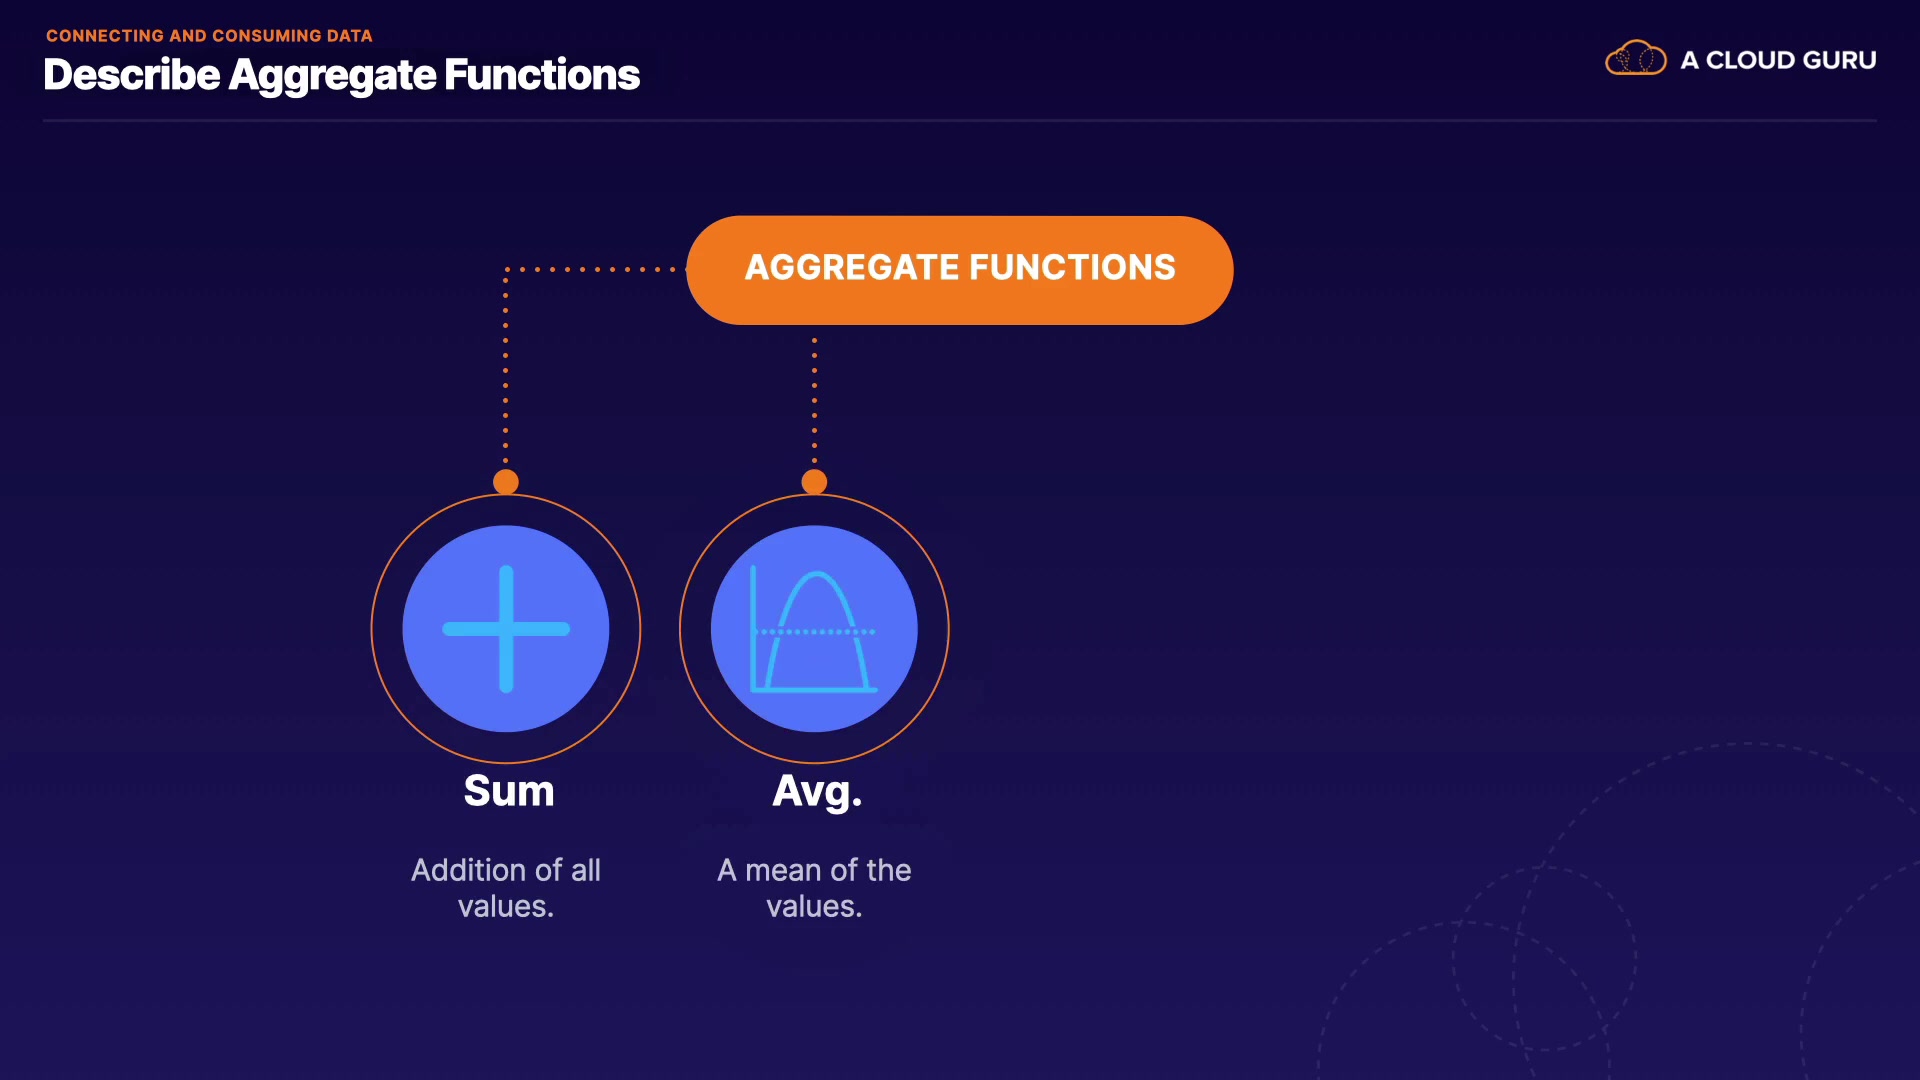 CONNECTING AND CONSUMING DATA
Describe Aggregate Functions
A CLOUD GURU
AGGREGATE FUNCTIONS
Sum
Addition of all
values.
Avg.
A mean of the
values.